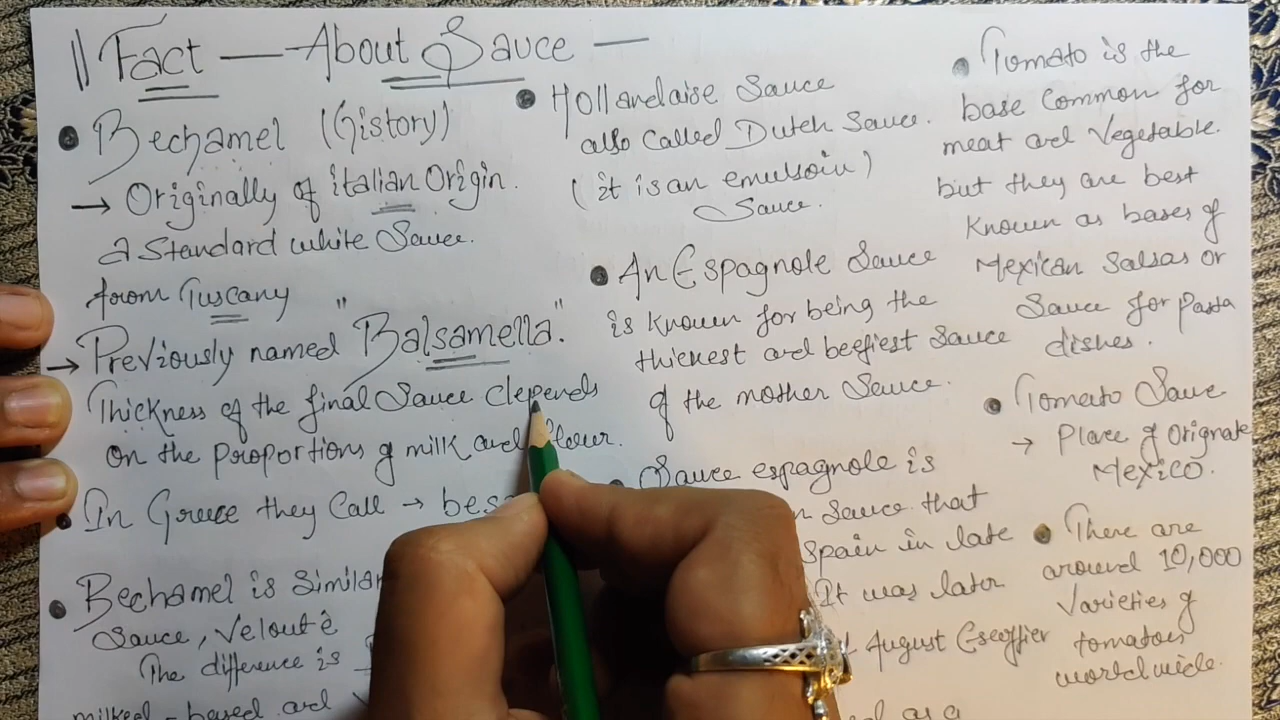 Fact — About Sauce —
• Bechamel (History)
→ Originally of italian Origin.
a Standard white Sauce.
from Tuscany
→ Previously named "Balsamella."
Thickness of the final Sauce depends
on the proportions of milk and flour.
• In Greece they Call →
• Bechamel is Similar
Sauce, Velouté
The difference is
milked-based and
• Hollandaise Sauce
also called Dutch Sauce.
(it is an emulsoin)
Sauce.
• An Espagnole Sauce
is known for being the
thickest and beefiest Sauce
of the mother Sauce.
• Sauce espagnole is
Sauce that
Spain in late
It was later
August Escoffier
as a
• Tomato is the
base Common for
meat and Vegetable.
but they are best
Known as bases of
Mexican Salsas or
Sauce for Pasta
dishes.
• Tomato Sauce
→ Place of Orignate
Mexico.
• There are
around 10,000
Varieties of
tomatoes
worldwide.